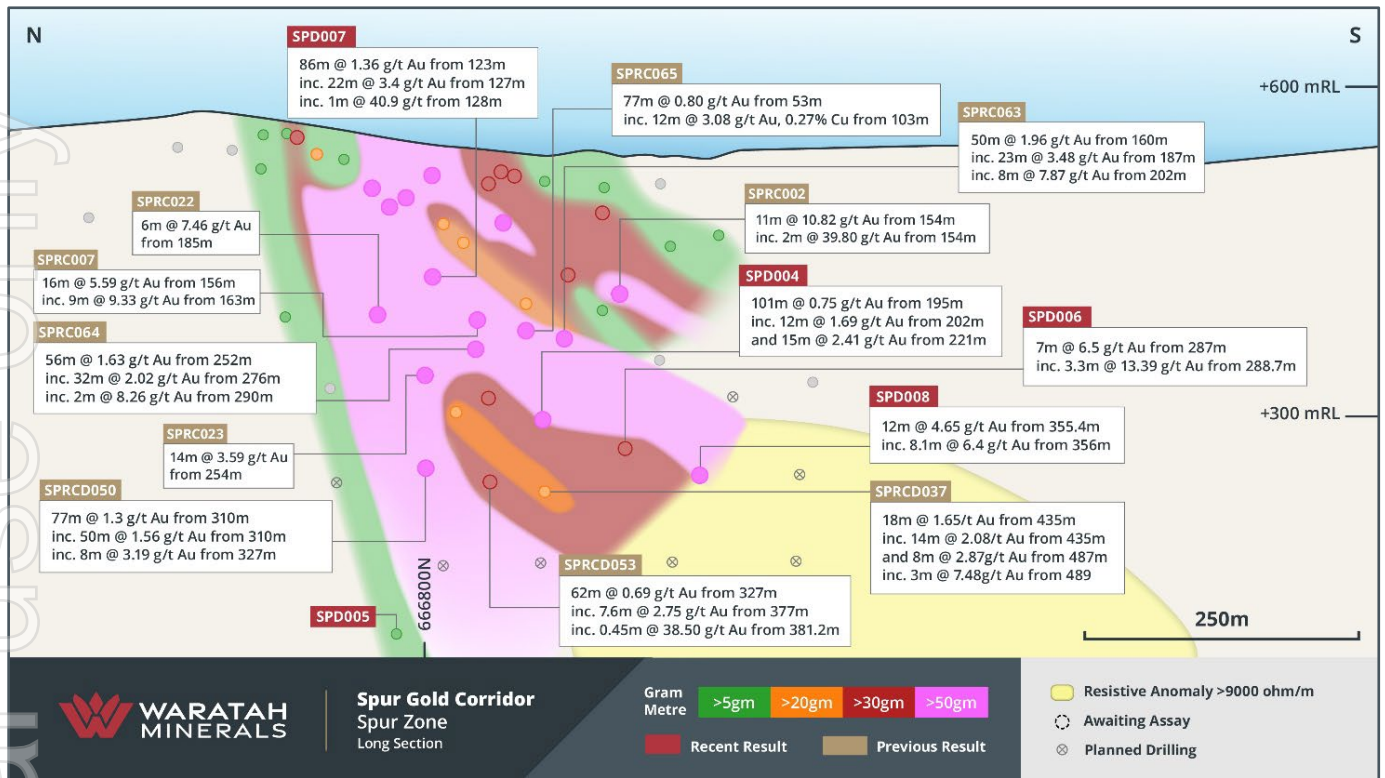 N
S
SPD007
86m @ 1.36 g/t Au from 123m
inc. 22m @ 3.4 g/t Au from 127m
inc. 1m @ 40.9 g/t from 128m
SPRC065
77m @ 0.80 g/t Au from 53m
inc. 12m @ 3.08 g/t Au, 0.27% Cu from 103m
+600 mRL
SPRC063
50m @ 1.96 g/t Au from 160m
inc. 23m @ 3.48 g/t Au from 187m
inc. 8m @ 7.87 g/t Au from 202m
SPRC022
6m @ 7.46 g/t Au
from 185m
SPRC002
11m @ 10.82 g/t Au from 154m
inc. 2m @ 39.80 g/t Au from 154m
SPRC007
16m @ 5.59 g/t Au from 156m
inc. 9m @ 9.33 g/t Au from 163m
SPD004
101m @ 0.75 g/t Au from 195m
inc. 12m @ 1.69 g/t Au from 202m
and 15m @ 2.41 g/t Au from 221m
SPRC064
56m @ 1.63 g/t Au from 252m
inc. 32m @ 2.02 g/t Au from 276m
inc. 2m @ 8.26 g/t Au from 290m
SPD006
7m @ 6.5 g/t Au from 287m
inc. 3.3m @ 13.39 g/t Au from 288.7m
+300 mRL
SPD008
12m @ 4.65 g/t Au from 355.4m
inc. 8.1m @ 6.4 g/t Au from 356m
SPRC023
14m @ 3.59 g/t Au
from 254m
SPRCD050
77m @ 1.3 g/t Au from 310m
inc. 50m @ 1.56 g/t Au from 310m
inc. 8m @ 3.19 g/t Au from 327m
SPRCD037
18m @ 1.65/t Au from 435m
inc. 14m @ 2.08/t Au from 435m
and 8m @ 2.87g/t Au from 487m
inc. 3m @ 7.48g/t Au from 489
SPRCD053
62m @ 0.69 g/t Au from 327m
inc. 7.6m @ 2.75 g/t Au from 377m
inc. 0.45m @ 38.50 g/t Au from 381.2m
SPD005
666800N
250m
WARATAH
MINERALS
Spur Gold Corridor
Spur Zone
Long Section
Gram
Metre
>5gm
>20gm
>30gm
>50gm
Recent Result
Previous Result
Resistive Anomaly >9000 ohm/m
Awaiting Assay
Planned Drilling